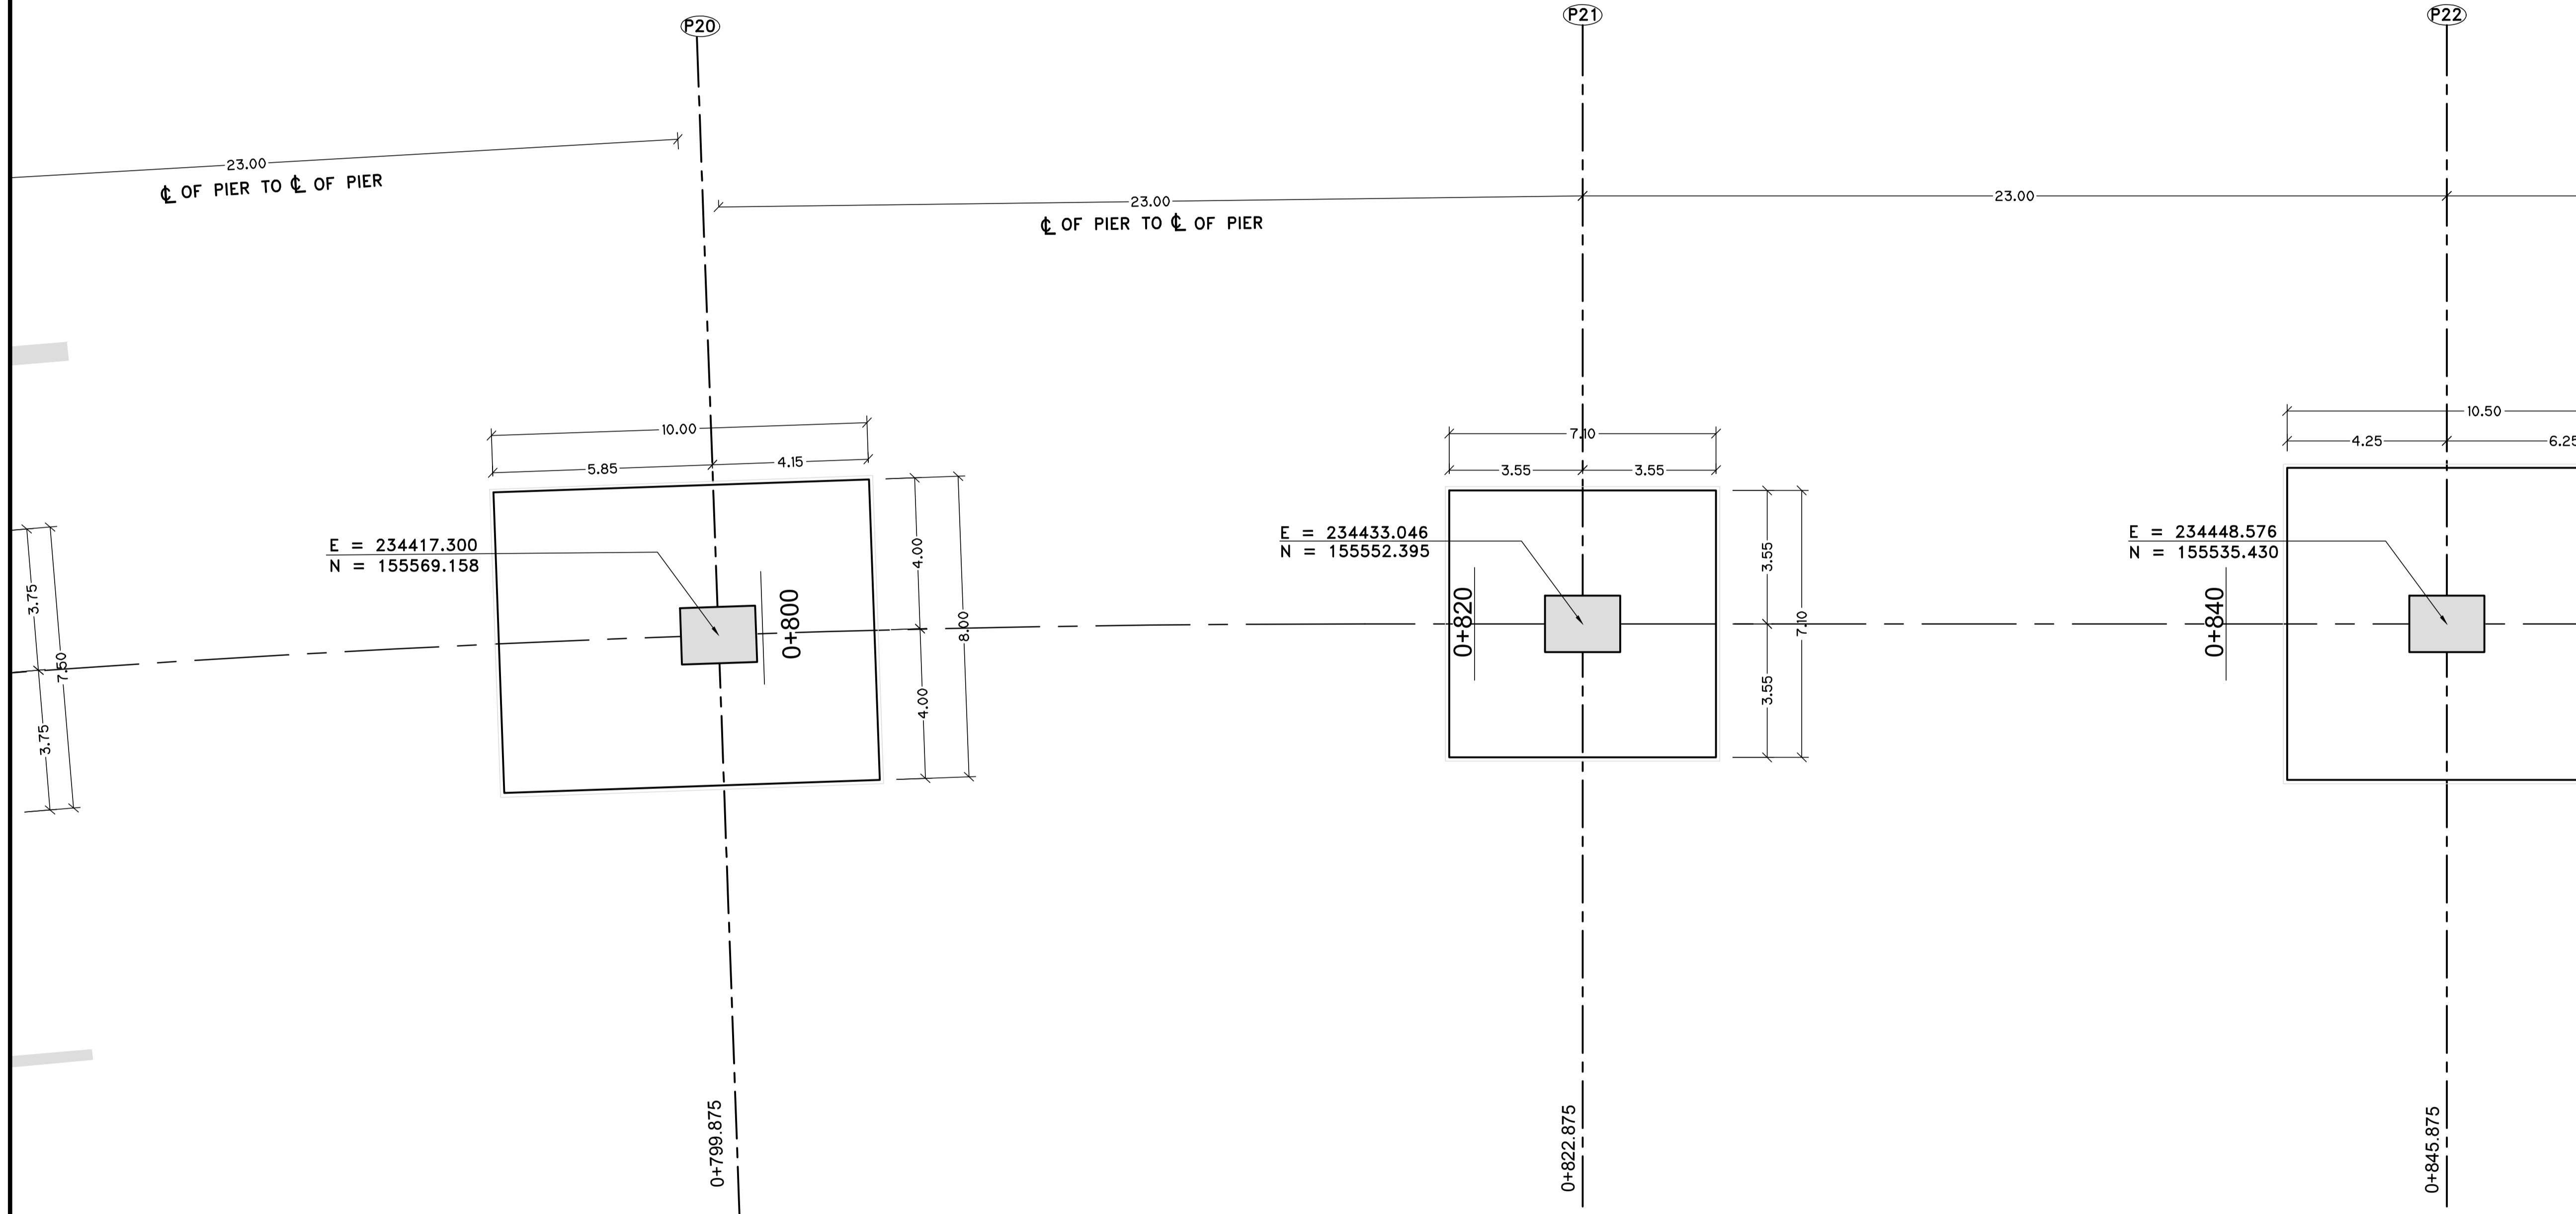 P20
P21
P22
23.00
℄ OF PIER TO ℄ OF PIER
23.00
℄ OF PIER TO ℄ OF PIER
23.00
10.00
5.85
4.15
7.10
3.55
3.55
10.50
4.25
6.25
E = 234417.300
N = 155569.158
E = 234433.046
N = 155552.395
E = 234448.576
N = 155535.430
3.75
7.50
3.75
0+800
4.00
8.00
4.00
0+820
3.55
7.10
3.55
0+840
0+799.875
0+822.875
0+845.875